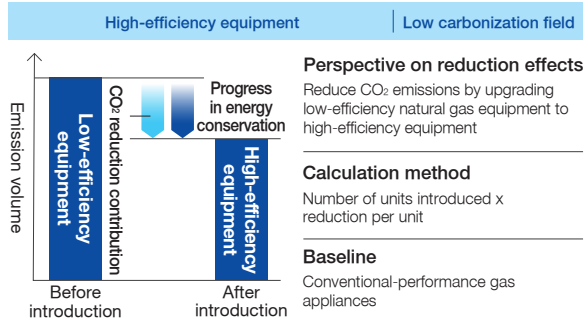 High-efficiency equipment
Low carbonization field
Emission volume
Low-efficiency
equipment
CO₂ reduction contribution
Progress
in energy
conservation
High-efficiency
equipment
Before
introduction
After
introduction
Perspective on reduction effects
Reduce CO₂ emissions by upgrading
low-efficiency natural gas equipment to
high-efficiency equipment
Calculation method
Number of units introduced x
reduction per unit
Baseline
Conventional-performance gas
appliances